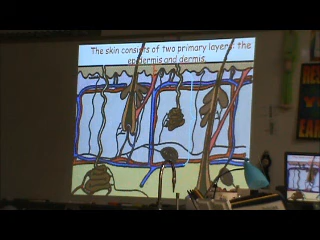 The skin consists of two primary layers: the
epidermis and dermis.